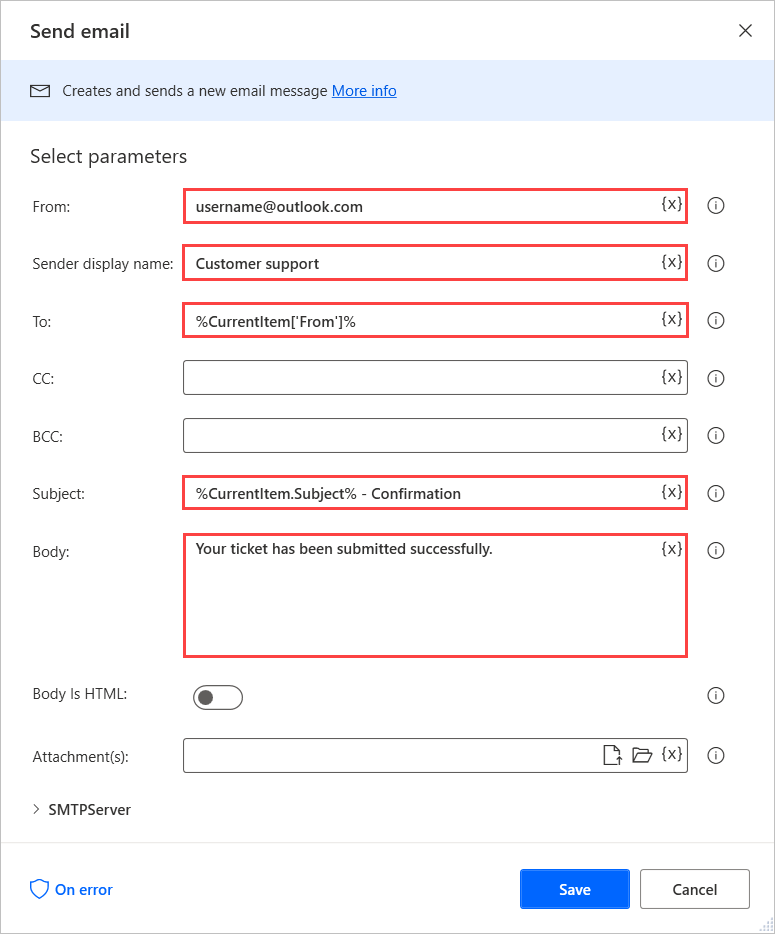 Send email
Creates and sends a new email message More info
Select parameters
From: username@outlook.com {x}
Sender display name: Customer support {x}
To: %CurrentItem['From']% {x}
CC: {x}
BCC: {x}
Subject: %CurrentItem.Subject% - Confirmation {x}
Body: Your ticket has been submitted successfully. {x}
Body Is HTML:
Attachment(s): {x}
SMTPServer
On error Save Cancel